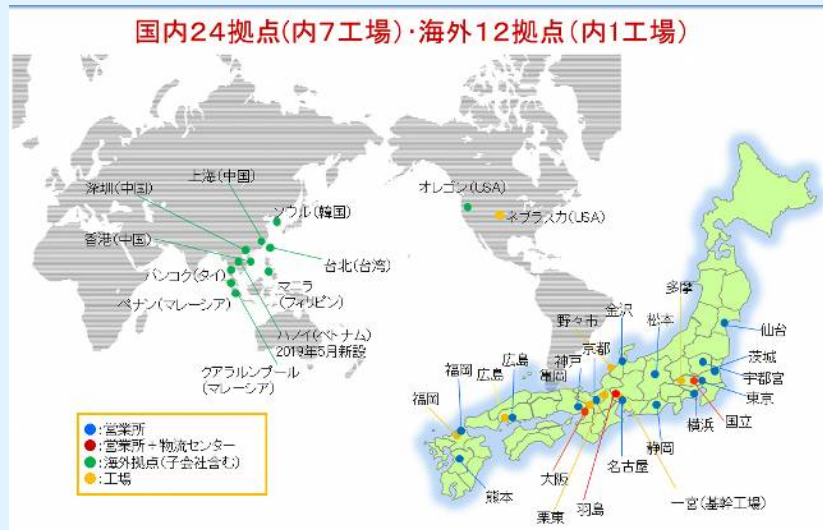 国内24拠点(内7工場)･海外12拠点(内1工場)
上海(中国)
深圳(中国)
ソウル(韓国)
香港(中国)
台北(台湾)
バンコク(タイ)
マニラ
(フィリピン)
ペナン(マレーシア)
ハノイ(ベトナム)
2019年5月新設
クアラルンプール
(マレーシア)
オレゴン(USA)
ネブラスカ(USA)
多摩
金沢
野々市
松本
仙台
京都
茨城
広島
神戸
福岡
広島
亀岡
宇都宮
東京
福岡
国立
横浜
静岡
名古屋
大阪
羽島
熊本
栗東
一宮(基幹工場)
●:営業所
●:営業所+物流センター
●:海外拠点(子会社含む)
●:工場